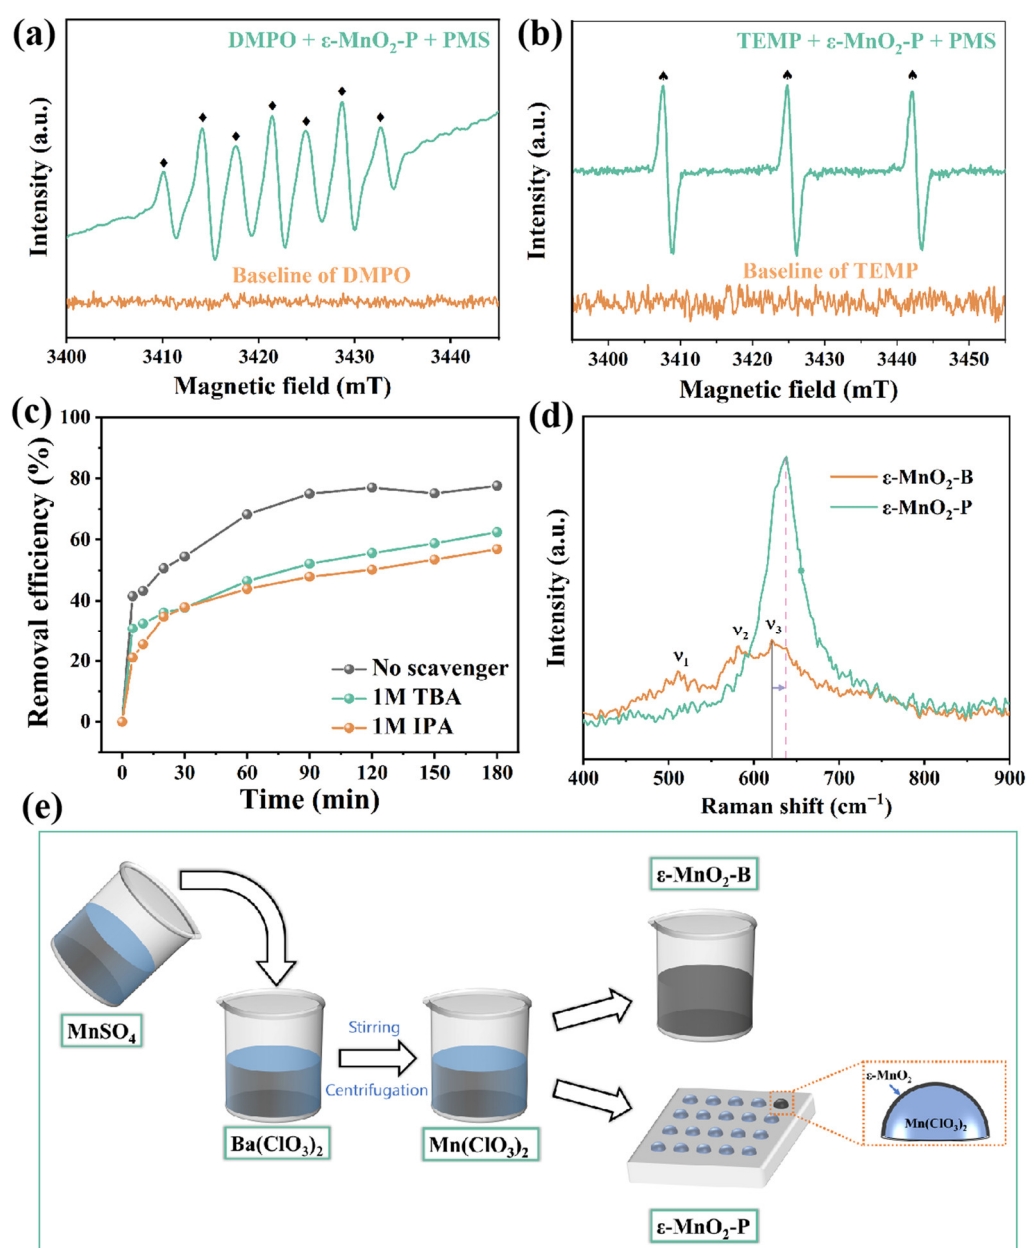 (a)
DMPO + ε-MnO₂-P + PMS
Intensity (a.u.)
Baseline of DMPO
3400 3410 3420 3430 3440
Magnetic field (mT)
(b)
TEMP + ε-MnO₂-P + PMS
Intensity (a.u.)
Baseline of TEMP
3400 3410 3420 3430 3440 3450
Magnetic field (mT)
(c)
Removal efficiency (%)
100
80
60
40
20
0
No scavenger
1M TBA
1M IPA
0 30 60 90 120 150 180
Time (min)
(d)
Intensity (a.u.)
ε-MnO₂-B
ε-MnO₂-P
ν₁
ν₂
ν₃
400 500 600 700 800 900
Raman shift (cm⁻¹)
(e)
MnSO₄
Ba(ClO₃)₂
Stirring
Centrifugation
Mn(ClO₃)₂
ε-MnO₂-B
ε-MnO₂
Mn(ClO₃)₂
ε-MnO₂-P